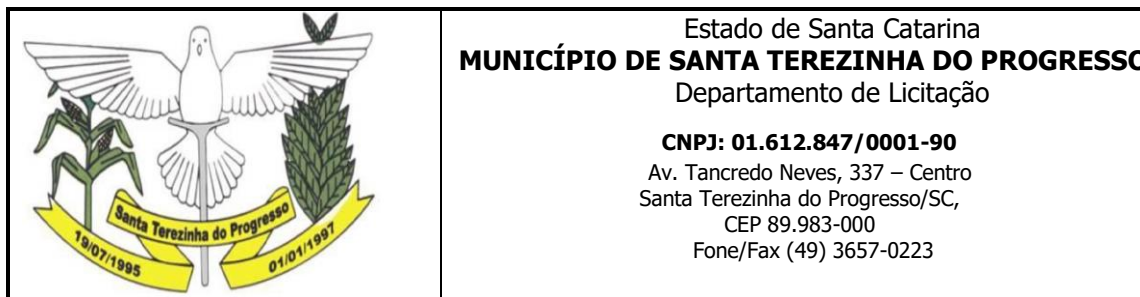 Santa Terezinha do Progresso
19/07/1995
01/01/1997
Estado de Santa Catarina
MUNICÍPIO DE SANTA TEREZINHA DO PROGRESSO
Departamento de Licitação
CNPJ: 01.612.847/0001-90
Av. Tancredo Neves, 337 – Centro
Santa Terezinha do Progresso/SC,
CEP 89.983-000
Fone/Fax (49) 3657-0223